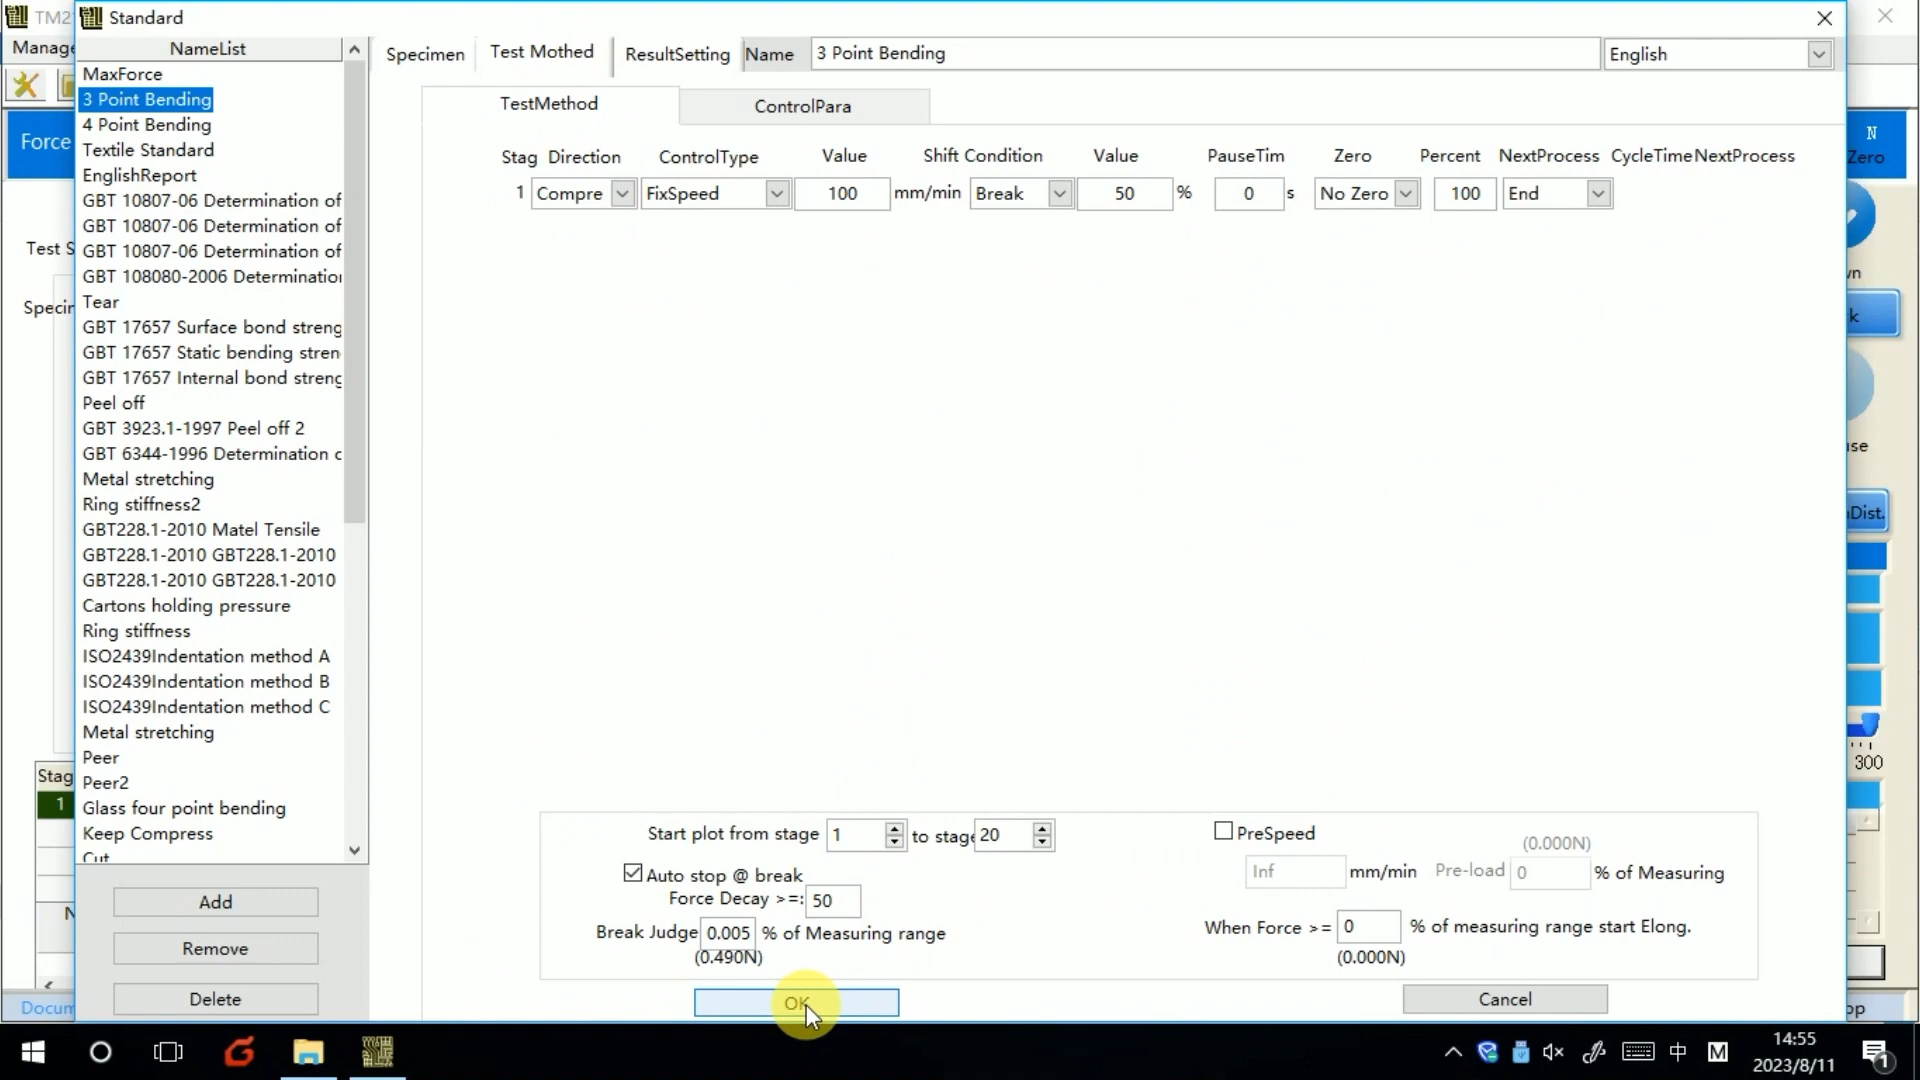 TM2
Standard
Manage
NameList
Specimen
Test Mothed
ResultSetting
Name
3 Point Bending
English
MaxForce
3 Point Bending
4 Point Bending
Textile Standard
EnglishReport
GBT 10807-06 Determination of
GBT 10807-06 Determination of
GBT 10807-06 Determination of
GBT 108080-2006 Determination
Tear
GBT 17657 Surface bond streng
GBT 17657 Static bending stren
GBT 17657 Internal bond streng
Peel off
GBT 3923.1-1997 Peel off 2
GBT 6344-1996 Determination c
Metal stretching
Ring stiffness2
GBT228.1-2010 Matel Tensile
GBT228.1-2010 GBT228.1-2010
GBT228.1-2010 GBT228.1-2010
Cartons holding pressure
Ring stiffness
ISO2439Indentation method A
ISO2439Indentation method B
ISO2439Indentation method C
Metal stretching
Peer
Peer2
Glass four point bending
Keep Compress
Cut
Add
Remove
Delete
TestMethod
ControlPara
Stag Direction ControlType Value Shift Condition Value PauseTim Zero Percent NextProcess CycleTimeNextProcess
1 Compre FixSpeed 100 mm/min Break 50 % 0 s No Zero 100 End
Start plot from stage 1 to stage 20
Auto stop @ break
Force Decay >=: 50
Break Judge 0.005 % of Measuring range
(0.490N)
PreSpeed
(0.000N)
Inf mm/min Pre-load 0 % of Measuring
When Force >= 0 % of measuring range start Elong.
(0.000N)
OK
Cancel
Force
Test S
Specim
Stag
1
N
Docum
N
Zero
wn
k
use
Dist.
300
op
中
M
14:55
2023/8/11
1